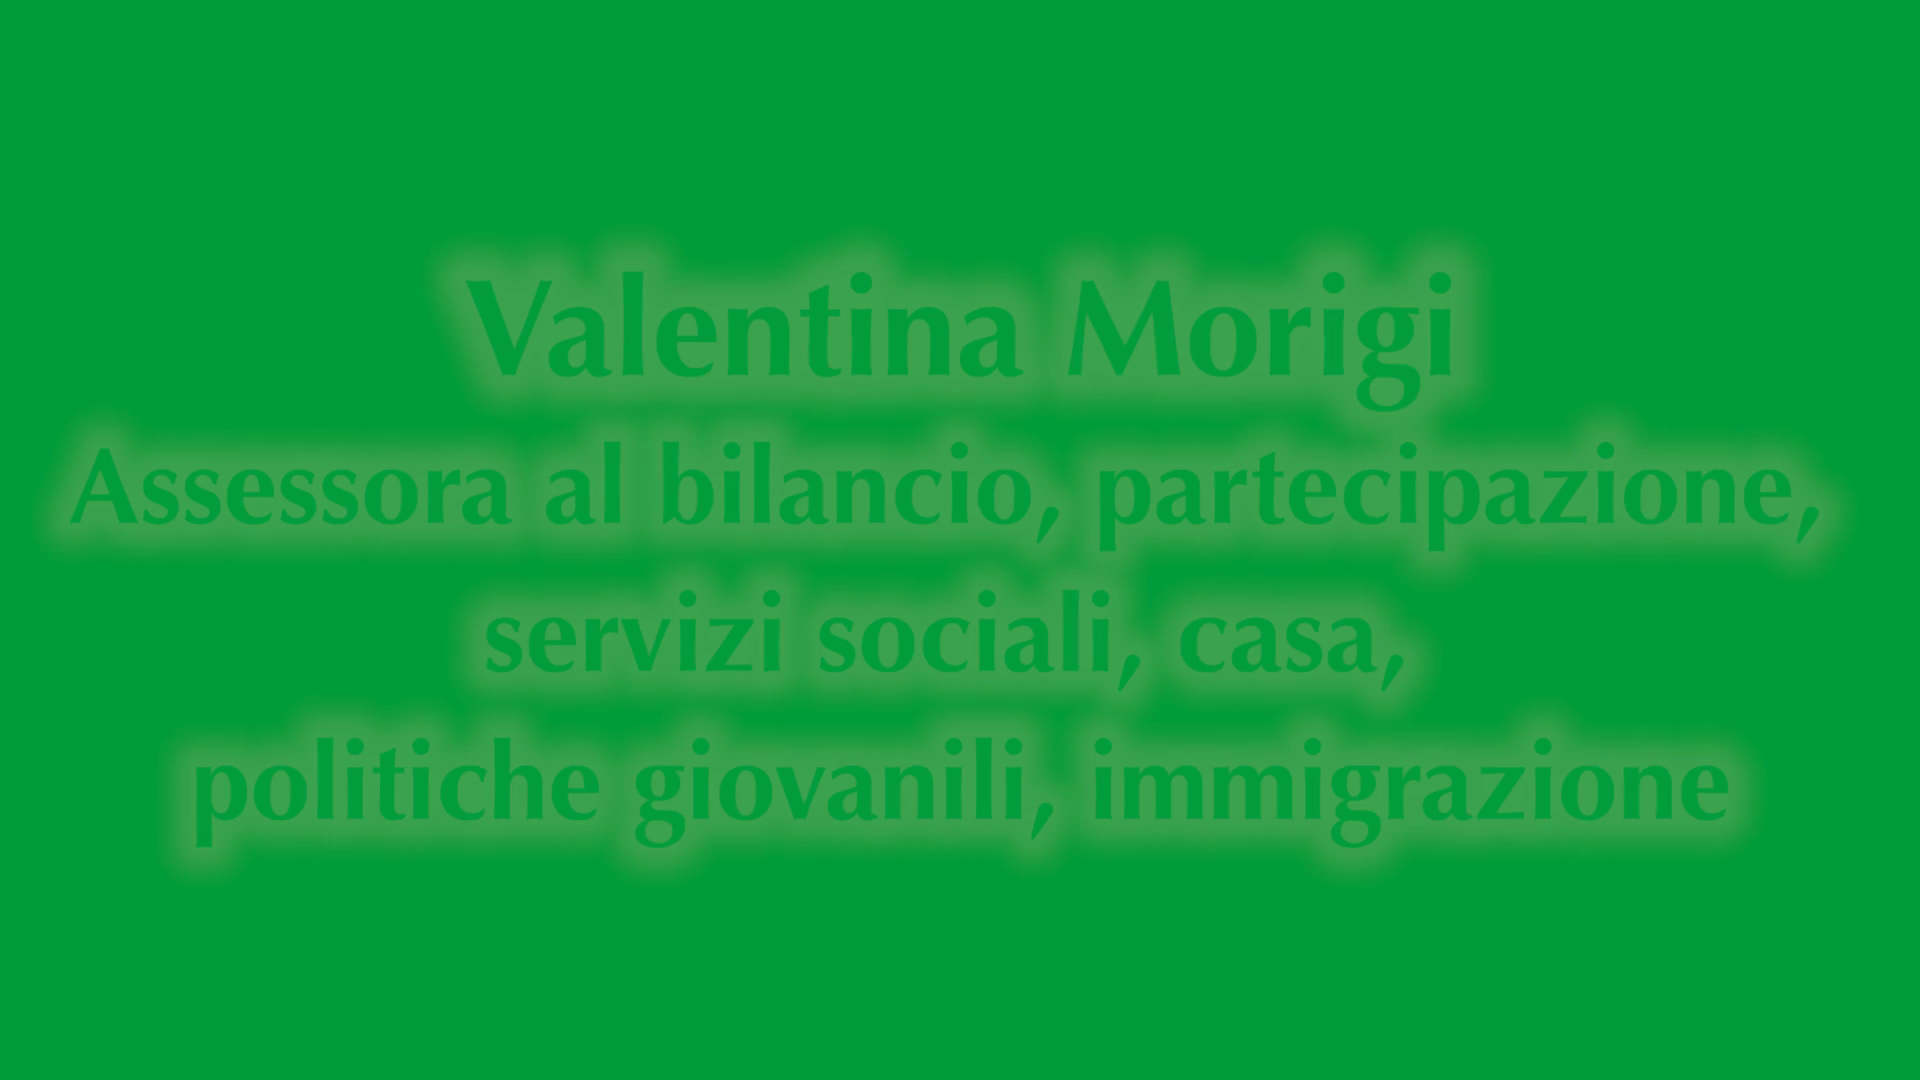 Valentina Morigi
Assessora al bilancio, partecipazione,
servizi sociali, casa,
politiche giovanili, immigrazione